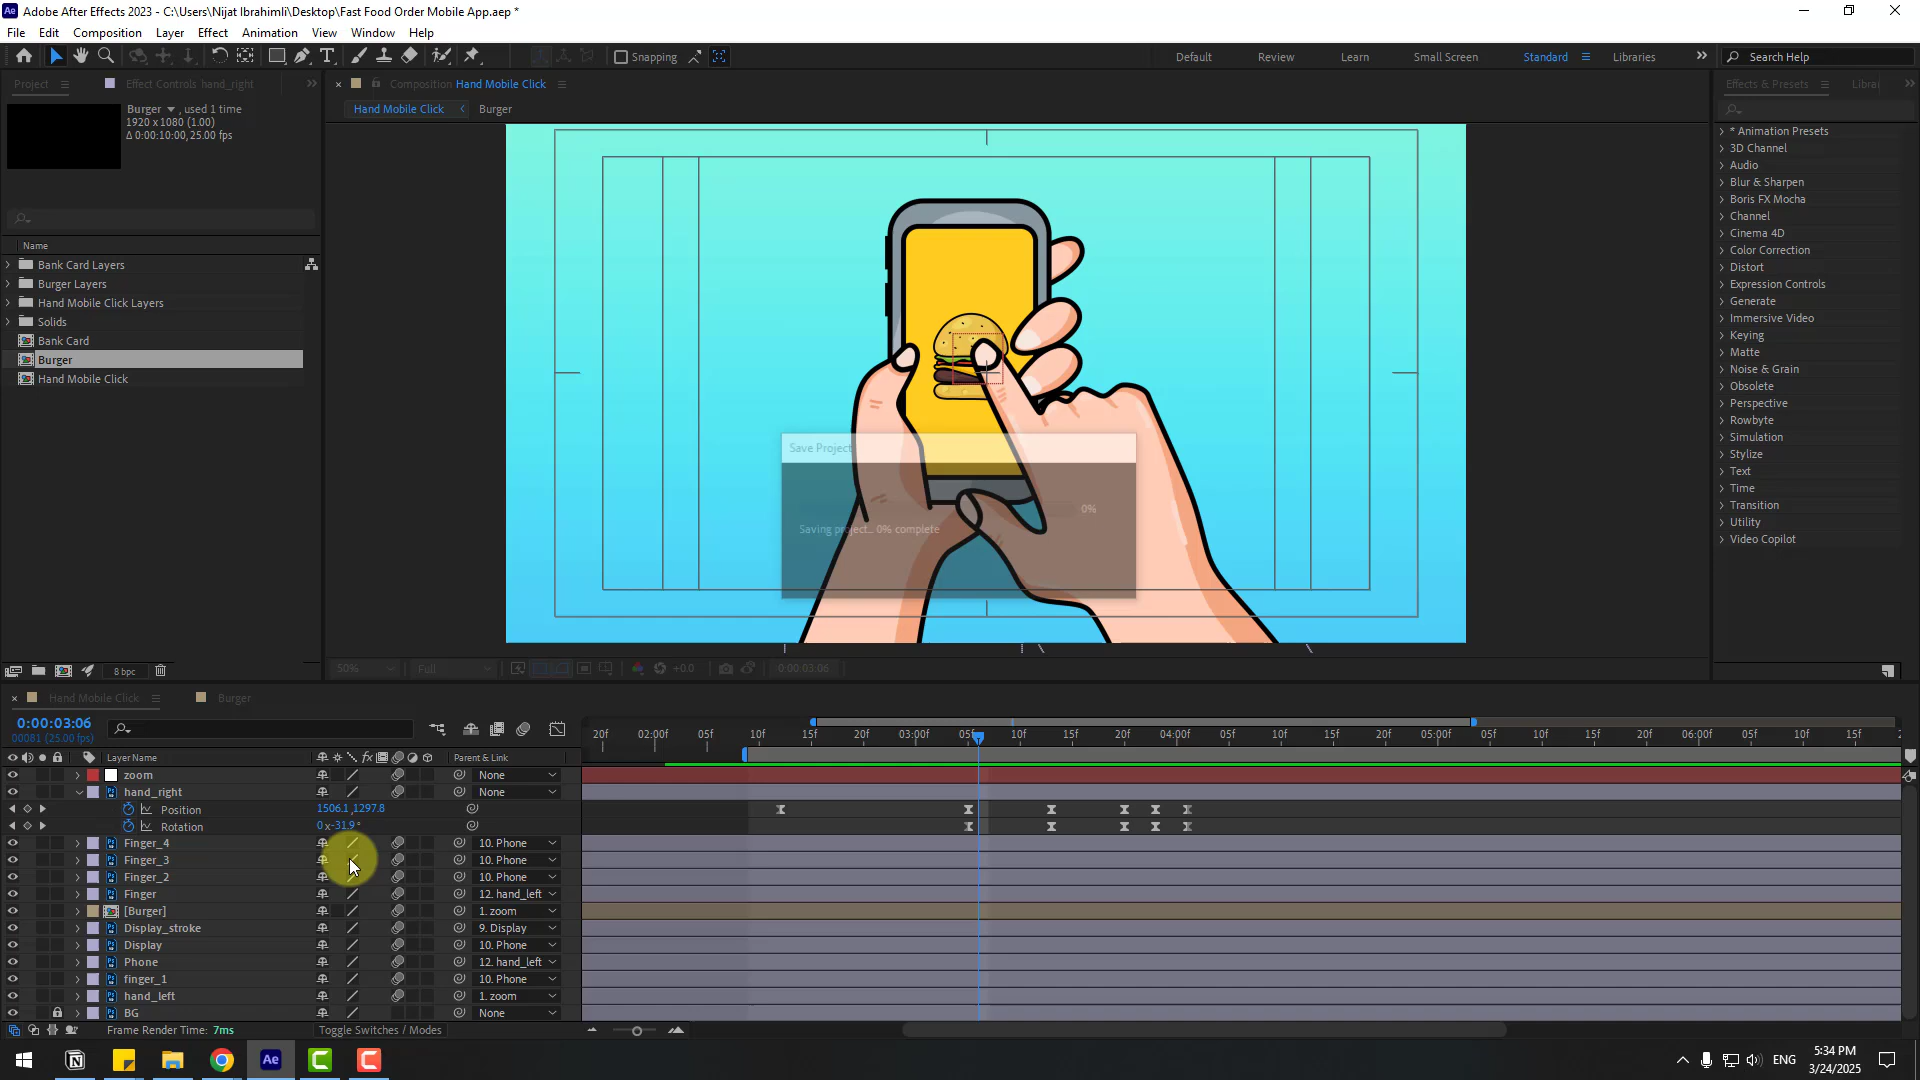 Adobe After Effects 2023 - C:\Users\Nijat Ibrahimli\Desktop\Fast Food Order Mobile App.aep *
File Edit Composition Layer Effect Animation View Window Help
Snapping
Default Review Learn Small Screen Standard Libraries
Search Help
Project Effect Controls hand_right
Composition Hand Mobile Click
Effects & Presets Librai
Hand Mobile Click Burger
Burger , used 1 time
1920 x 1080 (1.00)
Δ 0:00:10:00, 25.00 fps
Name
Bank Card Layers
Burger Layers
Hand Mobile Click Layers
Solids
Bank Card
Burger
Hand Mobile Click
* Animation Presets
3D Channel
Audio
Blur & Sharpen
Boris FX Mocha
Channel
Cinema 4D
Color Correction
Distort
Expression Controls
Generate
Immersive Video
Keying
Matte
Noise & Grain
Obsolete
Perspective
Rowbyte
Simulation
Stylize
Text
Time
Transition
Utility
Video Copilot
Save Project
0%
Saving project... 0% complete
8 bpc
50% Full +0.0 0:00:03:06
Hand Mobile Click Burger
0:00:03:06
00081 (25.00 fps)
20f 02:00f 05f 10f 15f 20f 03:00f 05f 10f 15f 20f 04:00f 05f 10f 15f 20f 05:00f 05f 10f 15f 20f 06:00f 05f 10f 15f 2
Layer Name Parent & Link
zoom None
hand_right None
Position 1506.1 ,1297.8
Rotation 0 x-31.9 °
Finger_4 10. Phone
Finger_3 10. Phone
Finger_2 10. Phone
Finger 12. hand_left
[Burger] 1. zoom
Display_stroke 9. Display
Display 10. Phone
Phone 12. hand_left
finger_1 10. Phone
hand_left 1. zoom
BG None
Frame Render Time: 7ms Toggle Switches / Modes
ENG
5:34 PM
3/24/2025